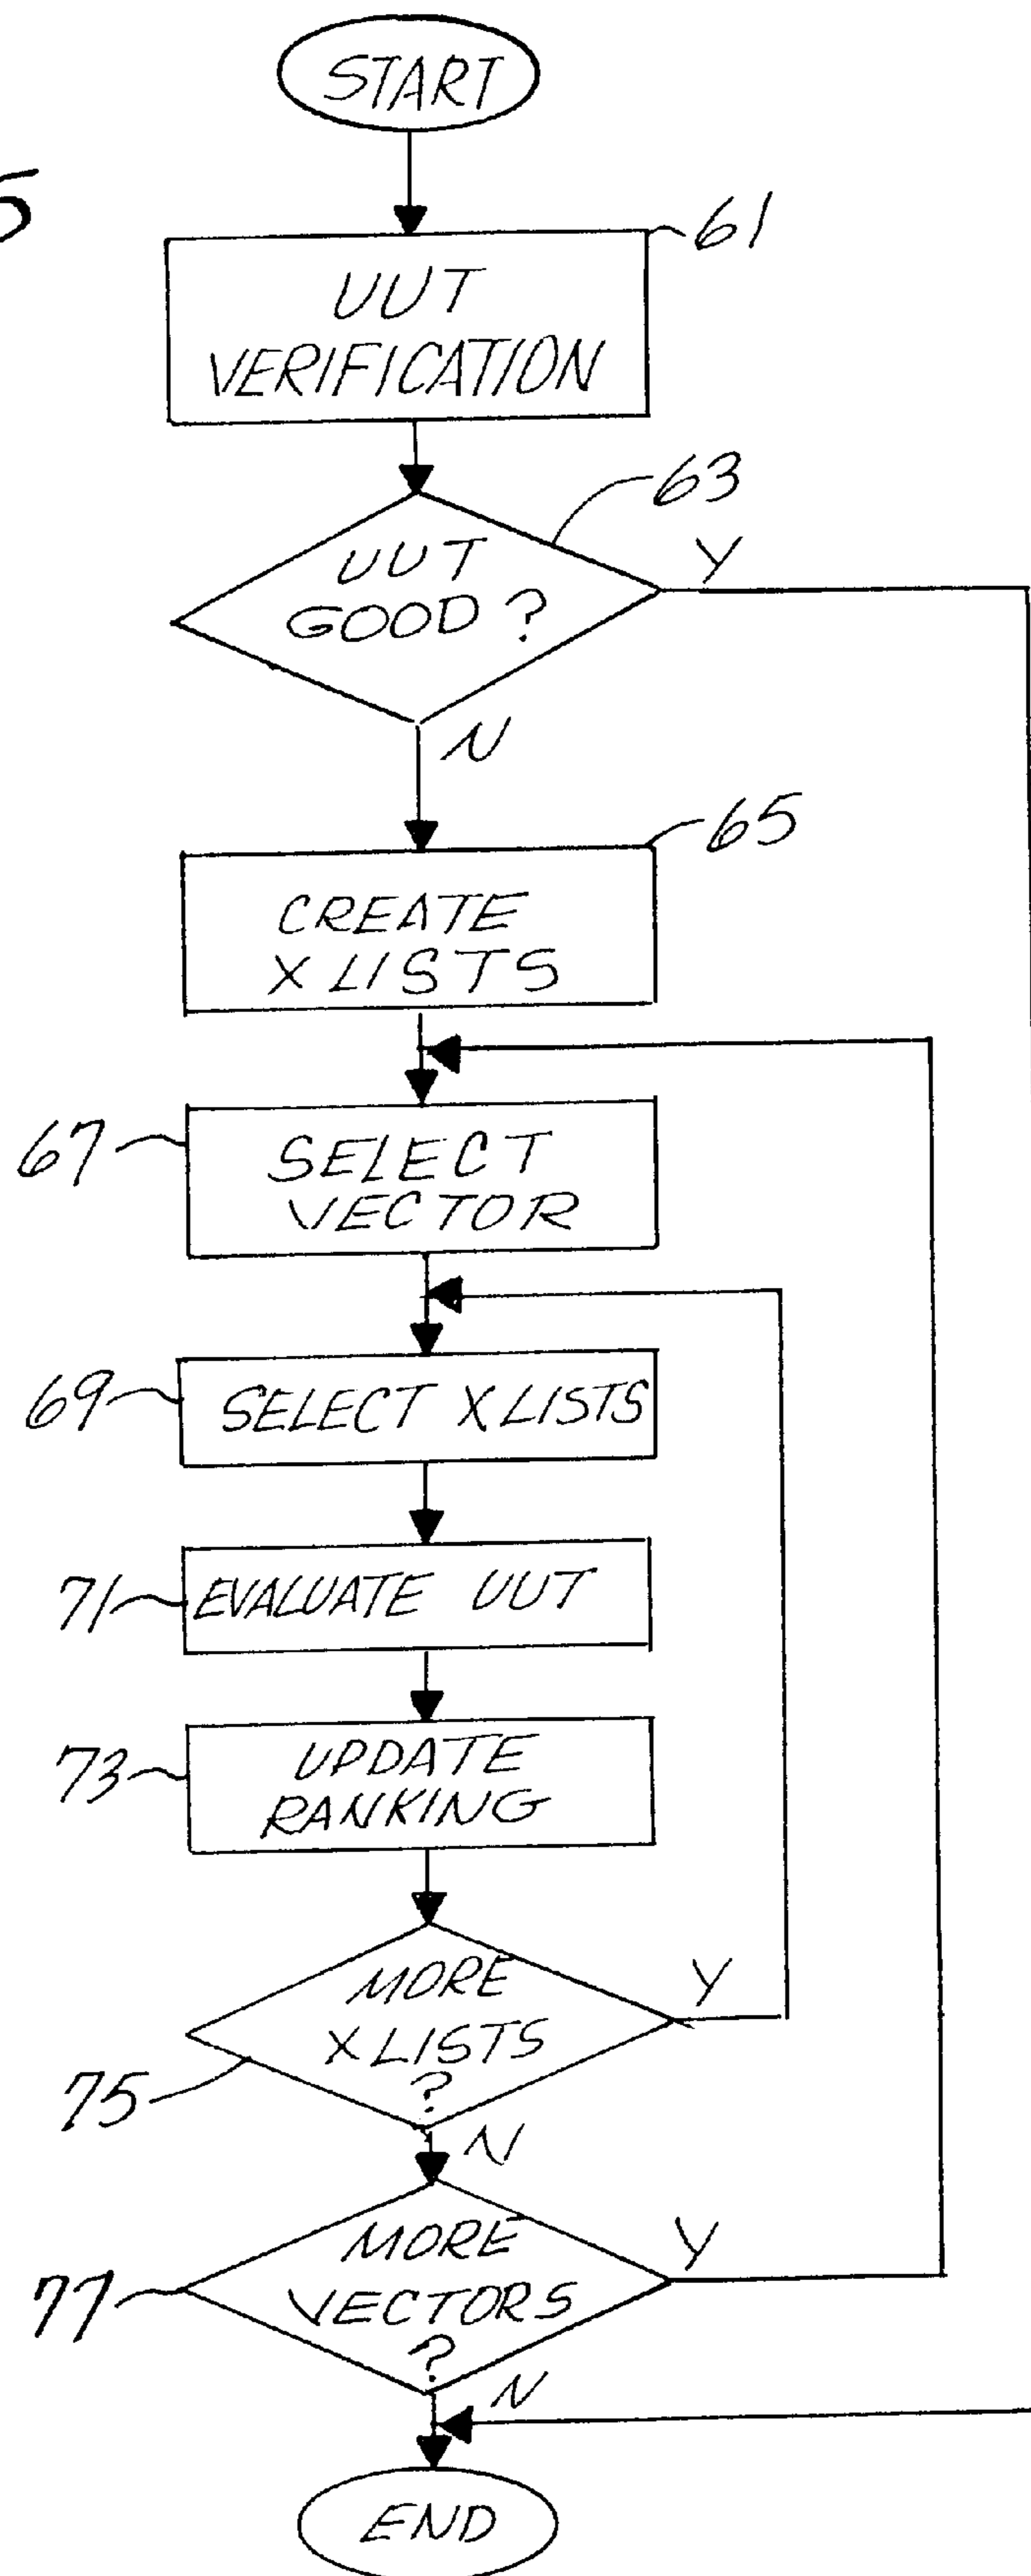 START
5
61
UUT
VERIFICATION
63
UUT
GOOD ?
Y
N
65
CREATE
X LISTS
67
SELECT
VECTOR
69
SELECT X LISTS
71
EVALUATE UUT
73
UPDATE
RANKING
MORE
X LISTS
?
Y
75
N
MORE
VECTORS
?
Y
77
N
END